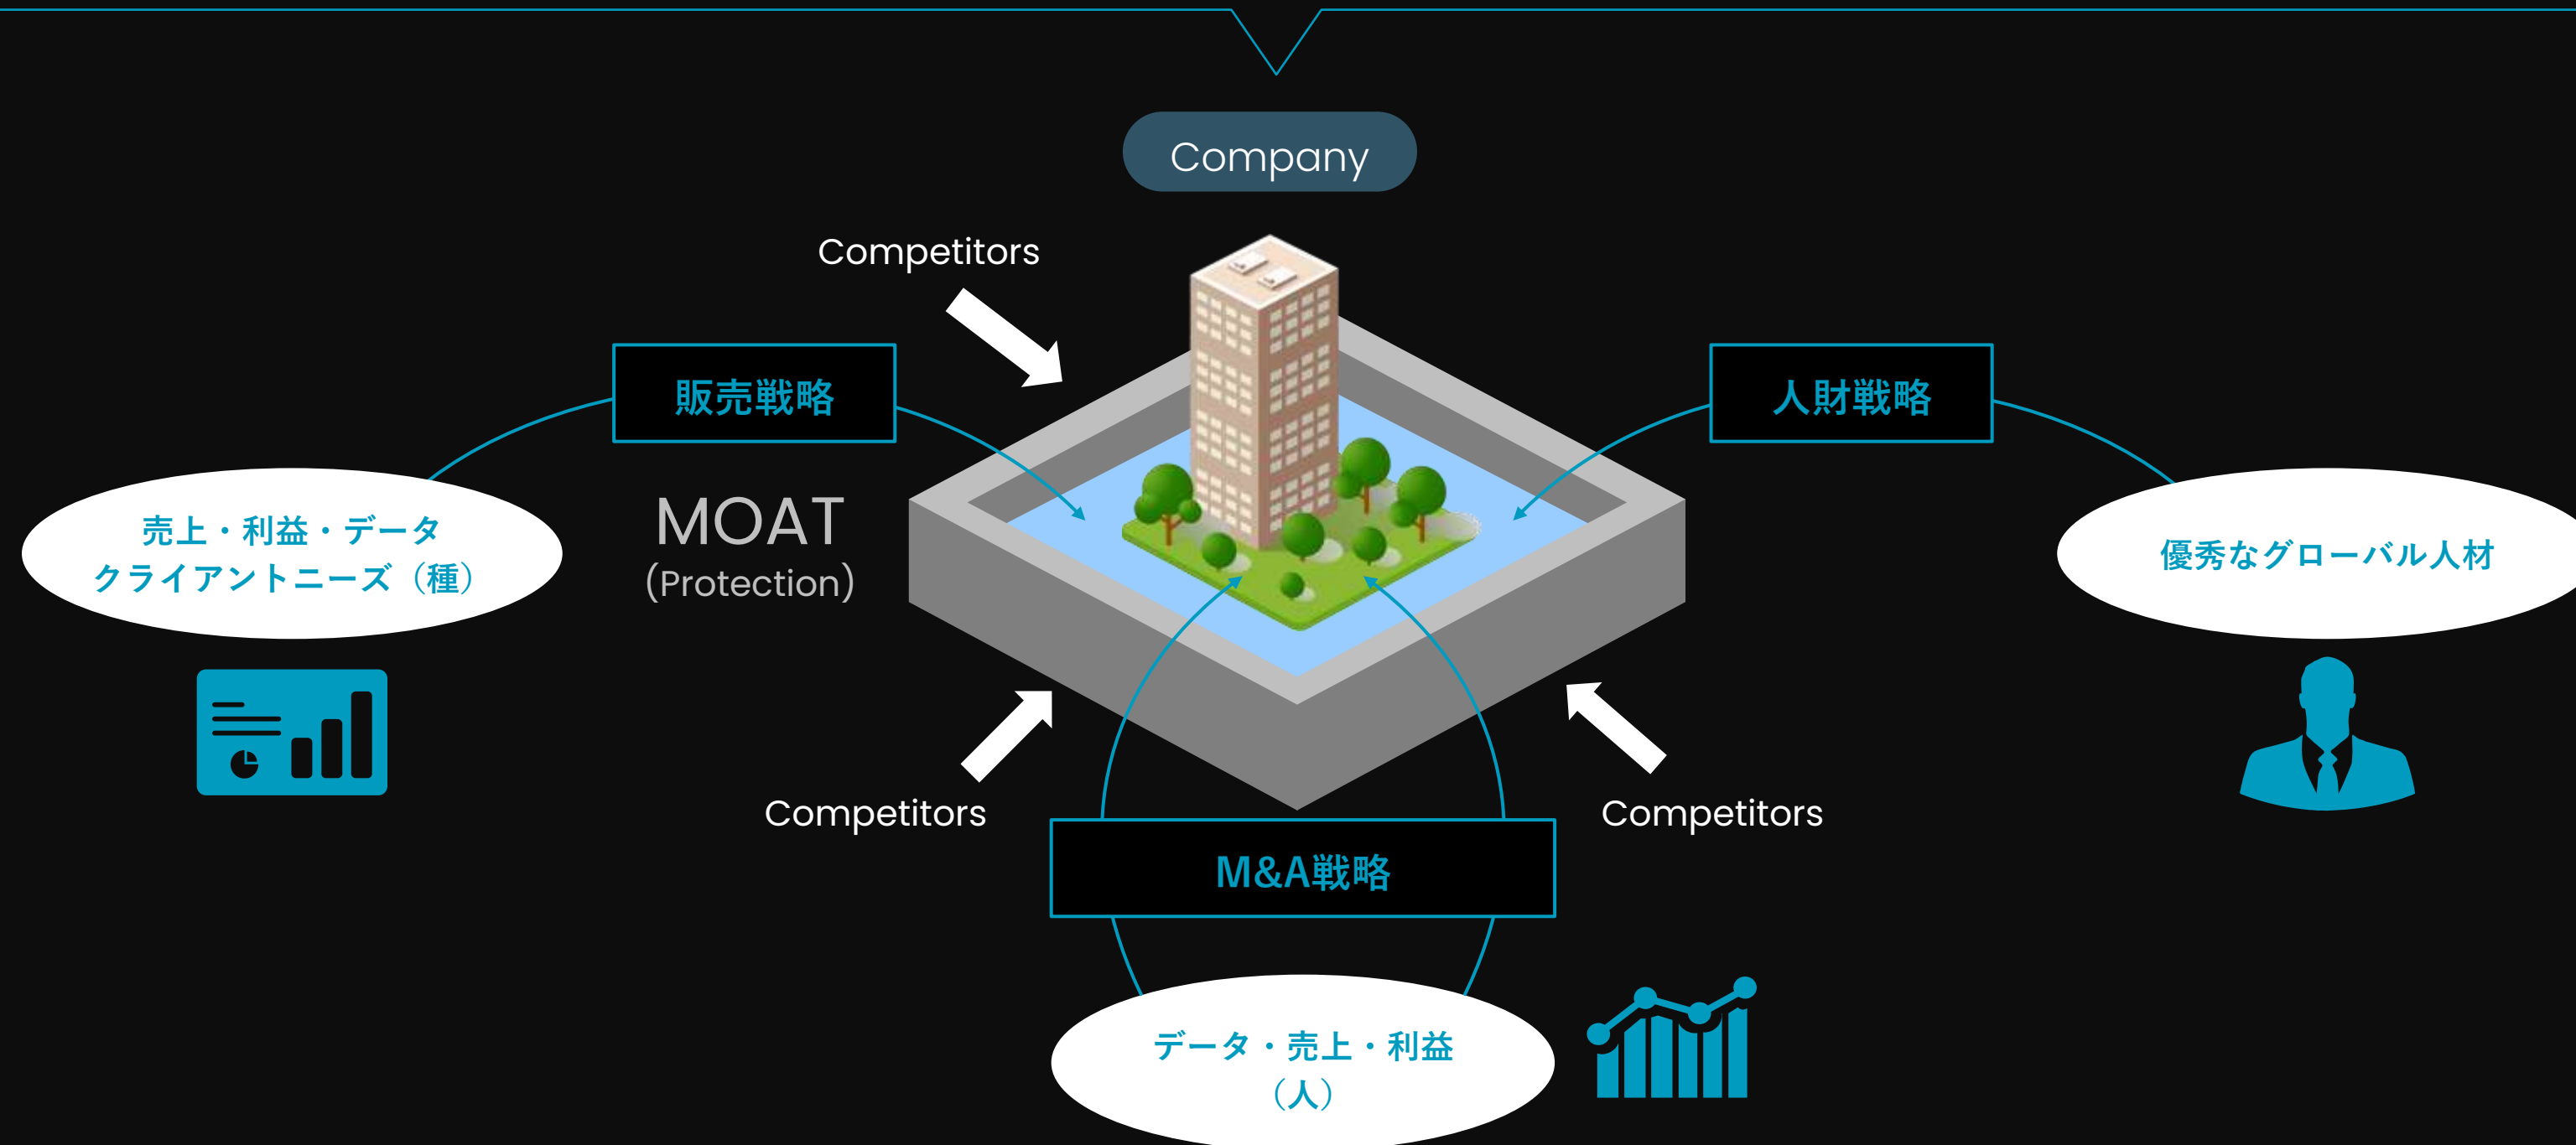 Company
Competitors
販売戦略
人財戦略
MOAT
(Protection)
売上・利益・データ
クライアントニーズ（種）
優秀なグローバル人材
Competitors
Competitors
M&A戦略
データ・売上・利益
（人）